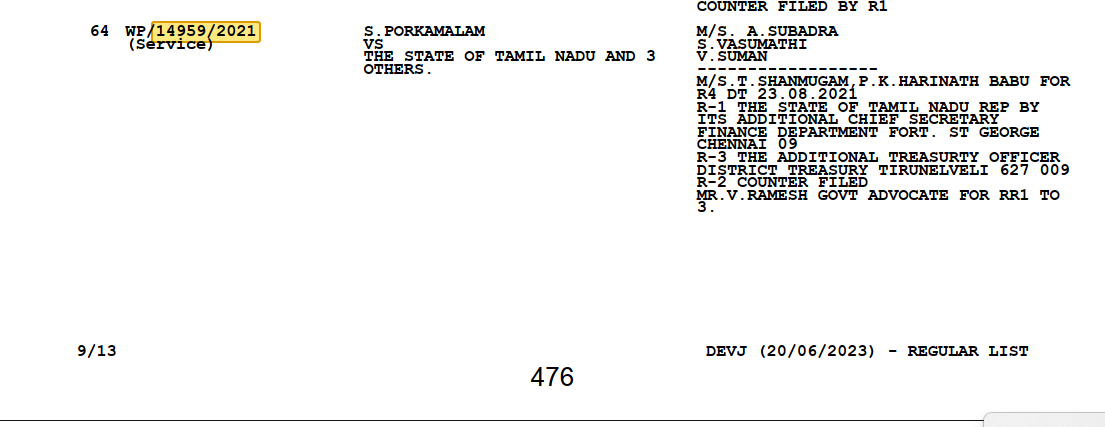 COUNTER FILED BY R1
64 WP/14959/2021 S.PORKAMALAM M/S. A.SUBADRA
(Service) VS S.VASUMATHI
THE STATE OF TAMIL NADU AND 3 V.SUMAN
OTHERS. ------------------
M/S.T.SHANMUGAM,P.K.HARINATH BABU FOR
R4 DT 23.08.2021
R-1 THE STATE OF TAMIL NADU REP BY
ITS ADDITIONAL CHIEF SECRETARY
FINANCE DEPARTMENT FORT. ST GEORGE
CHENNAI 09
R-3 THE ADDITIONAL TREASURTY OFFICER
DISTRICT TREASURY TIRUNELVELI 627 009
R-2 COUNTER FILED
MR.V.RAMESH GOVT ADVOCATE FOR RR1 TO
3.
9/13 DEVJ (20/06/2023) - REGULAR LIST
476